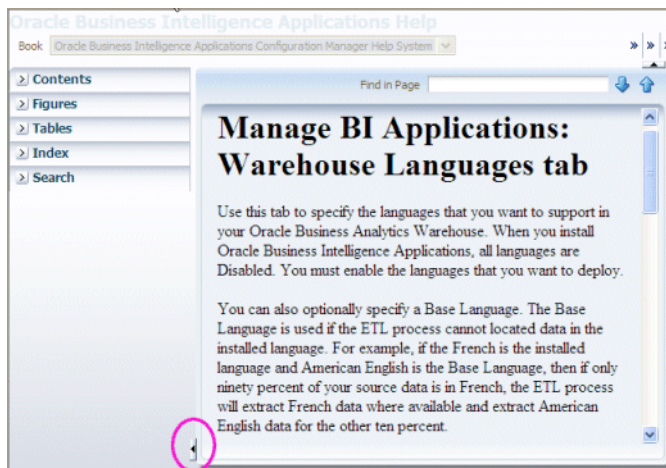 Oracle Business Intelligence Applications Help
Book Oracle Business Intelligence Applications Configuration Manager Help System
Contents
Figures
Tables
Index
Search
Find in Page
Manage BI Applications:
Warehouse Languages tab
Use this tab to specify the languages that you want to support in
your Oracle Business Analytics Warehouse. When you install
Oracle Business Intelligence Applications, all languages are
Disabled. You must enable the languages that you want to deploy.
You can also optionally specify a Base Language. The Base
Language is used if the ETL process cannot located data in the
installed language. For example, if the French is the installed
language and American English is the Base Language, then if only
ninety percent of your source data is in French, the ETL process
will extract French data where available and extract American
English data for the other ten percent.